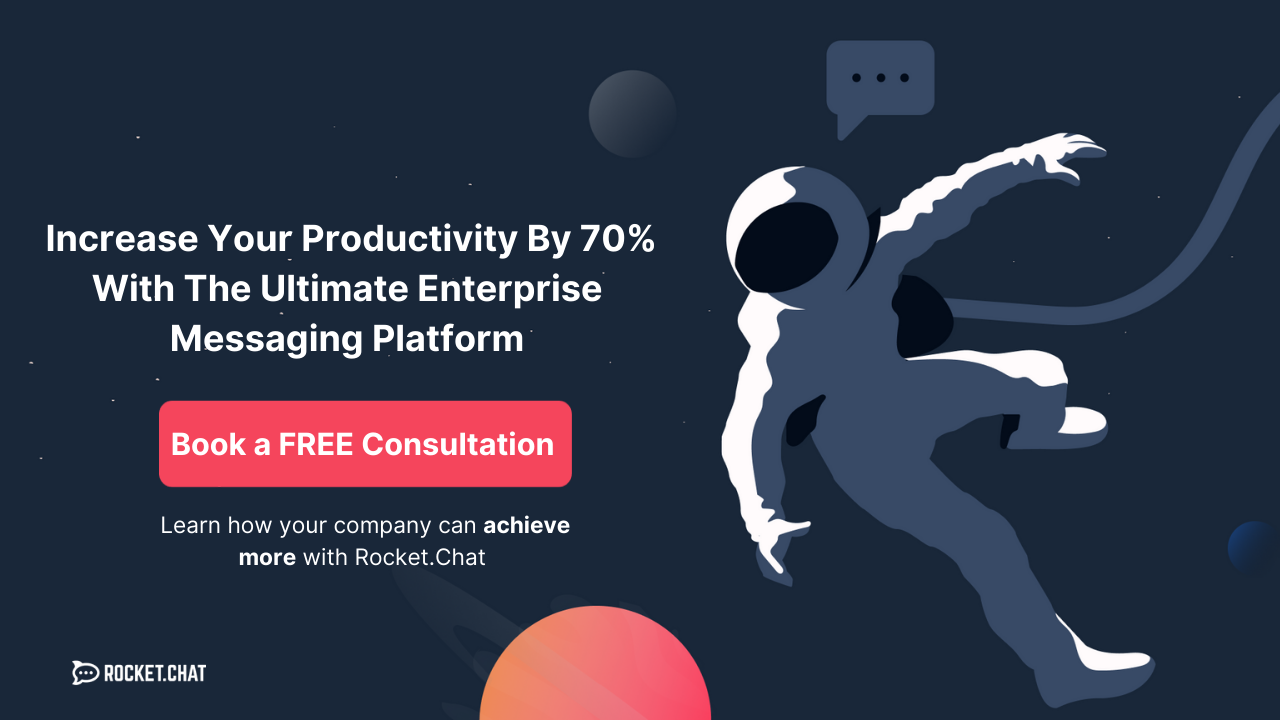 Increase Your Productivity By 70%
With The Ultimate Enterprise
Messaging Platform
Book a FREE Consultation
Learn how your company can achieve
more with Rocket.Chat
ROCKET.CHAT